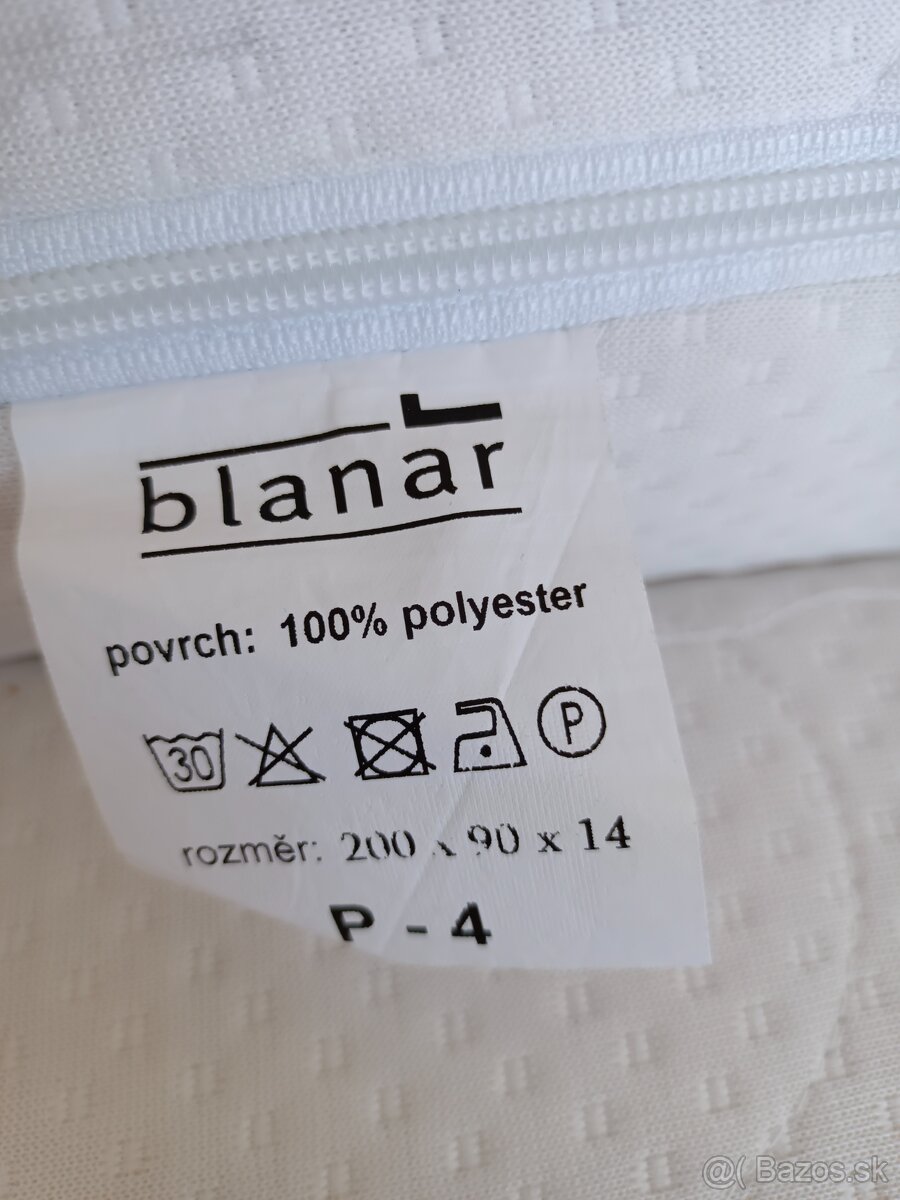 blanar
povrch: 100% polyester
30 P
rozměr: 200 x 90 x 14
P - 4
@( Bazos.sk